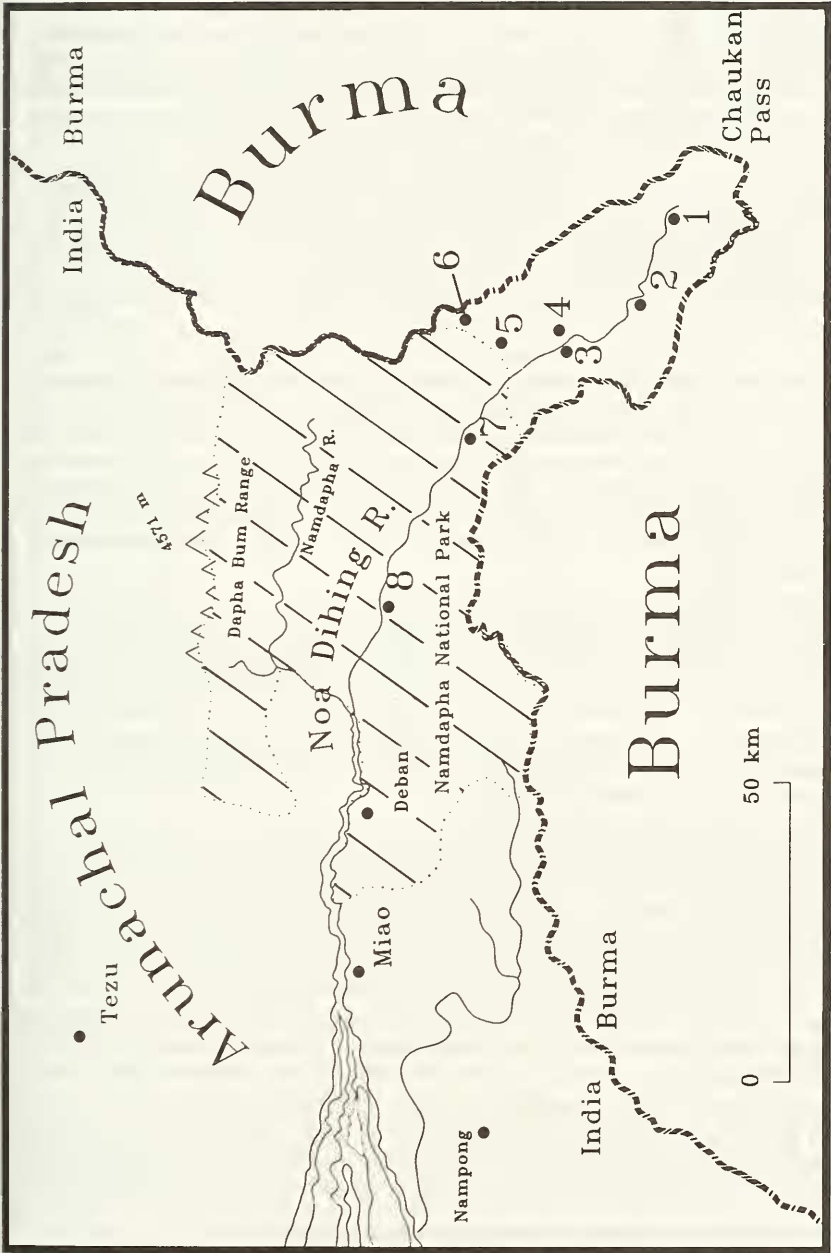 Arunachal Pradesh
Tezu
India
Burma
4571 m
Burma
Dapha Bum Range
Namdapha R.
Noa Dihing R.
6
5
4
3
2
1
7
8
Chaukan
Pass
Miao
Deban
Namdapha National Park
Nampong
Burma
India
Burma
0
50 km